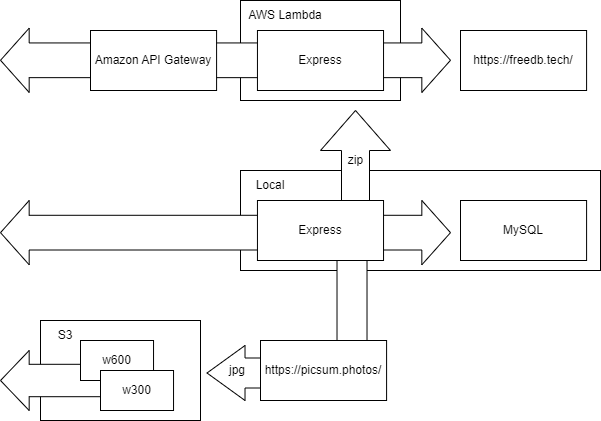 AWS Lambda
Amazon API Gateway
Express
https://freedb.tech/
zip
Local
Express
MySQL
S3
w600
w300
jpg
https://picsum.photos/